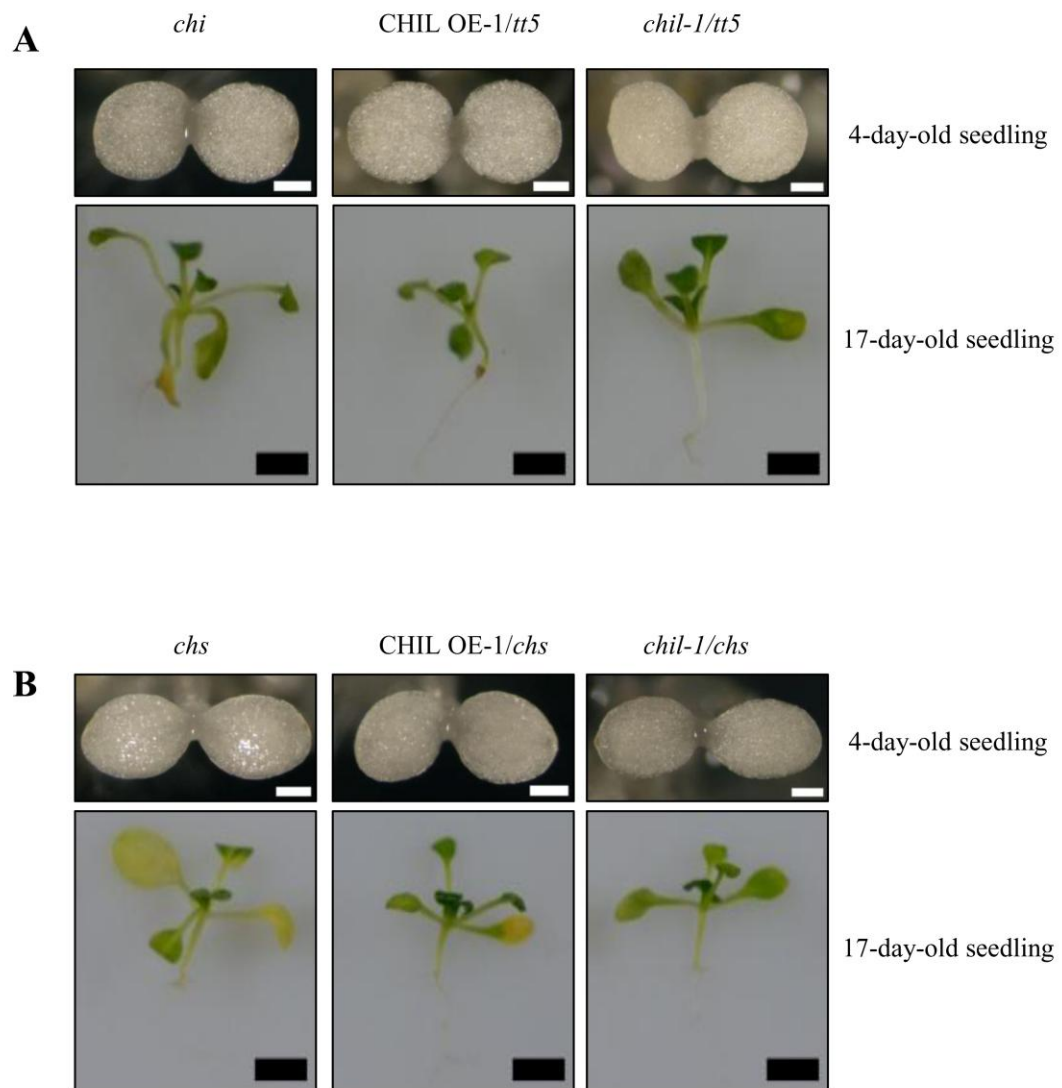 A
chi CHIL OE-1/tt5 chil-1/tt5
4-day-old seedling
17-day-old seedling
B
chs CHIL OE-1/chs chil-1/chs
4-day-old seedling
17-day-old seedling